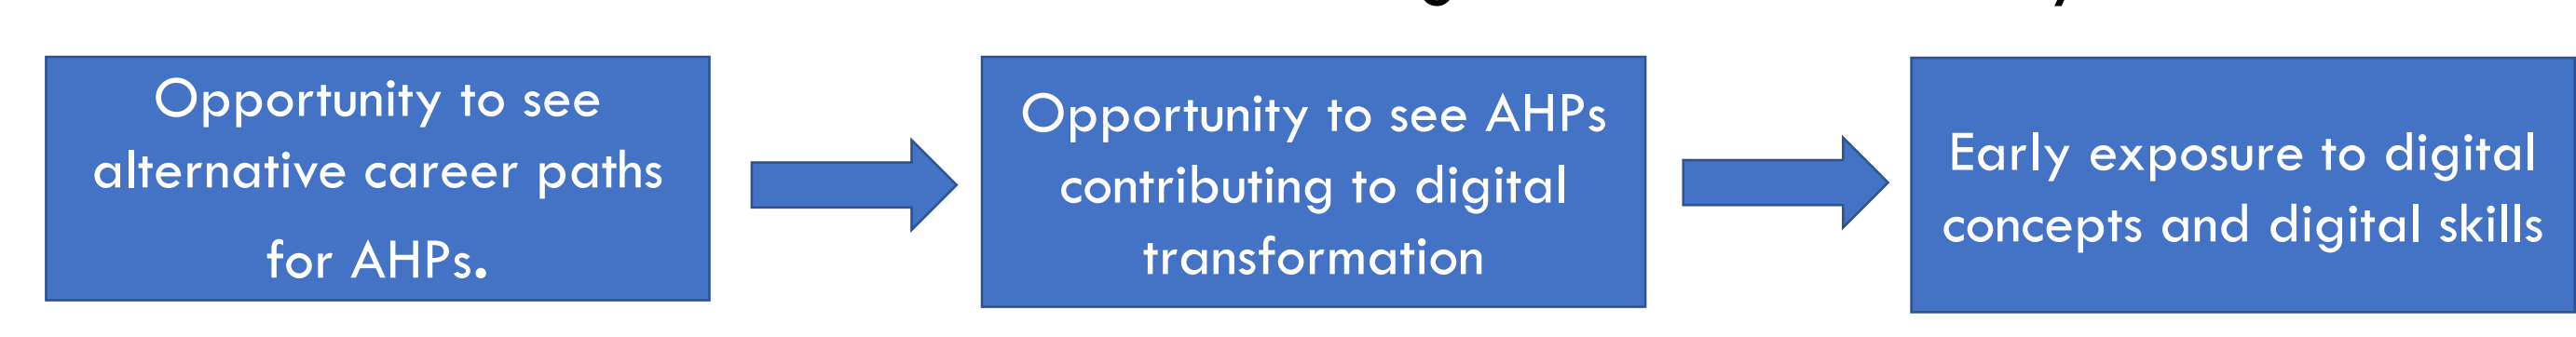 Opportunity to see
alternative career paths
for AHPs.
Opportunity to see AHPs
contributing to digital
transformation
Early exposure to digital
concepts and digital skills